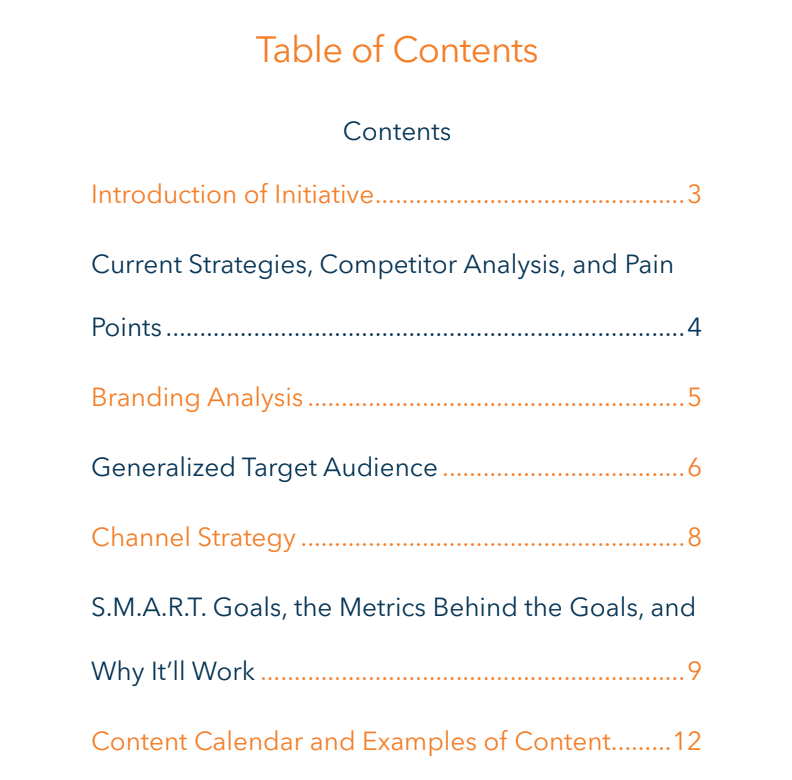 Table of Contents
Contents
Introduction of Initiative..............................................3
Current Strategies, Competitor Analysis, and Pain
Points.............................................................................4
Branding Analysis........................................................5
Generalized Target Audience....................................6
Channel Strategy.........................................................8
S.M.A.R.T. Goals, the Metrics Behind the Goals, and
Why It’ll Work...............................................................9
Content Calendar and Examples of Content.........12